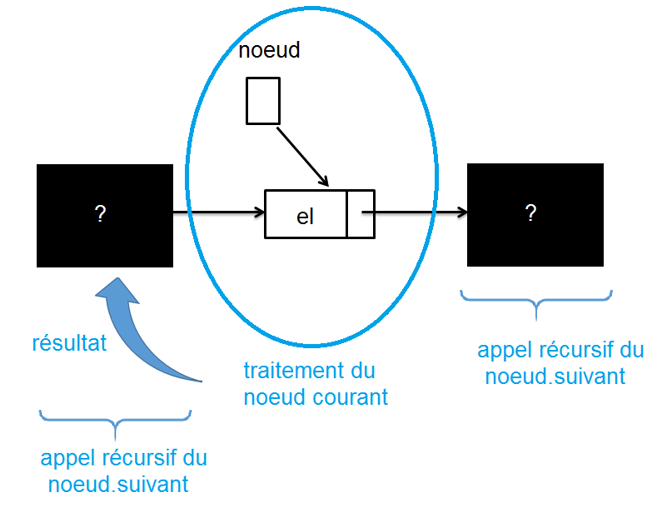 noeud
?
el
?
résultat
traitement du
noeud courant
appel récursif du
noeud.suivant
appel récursif du
noeud.suivant